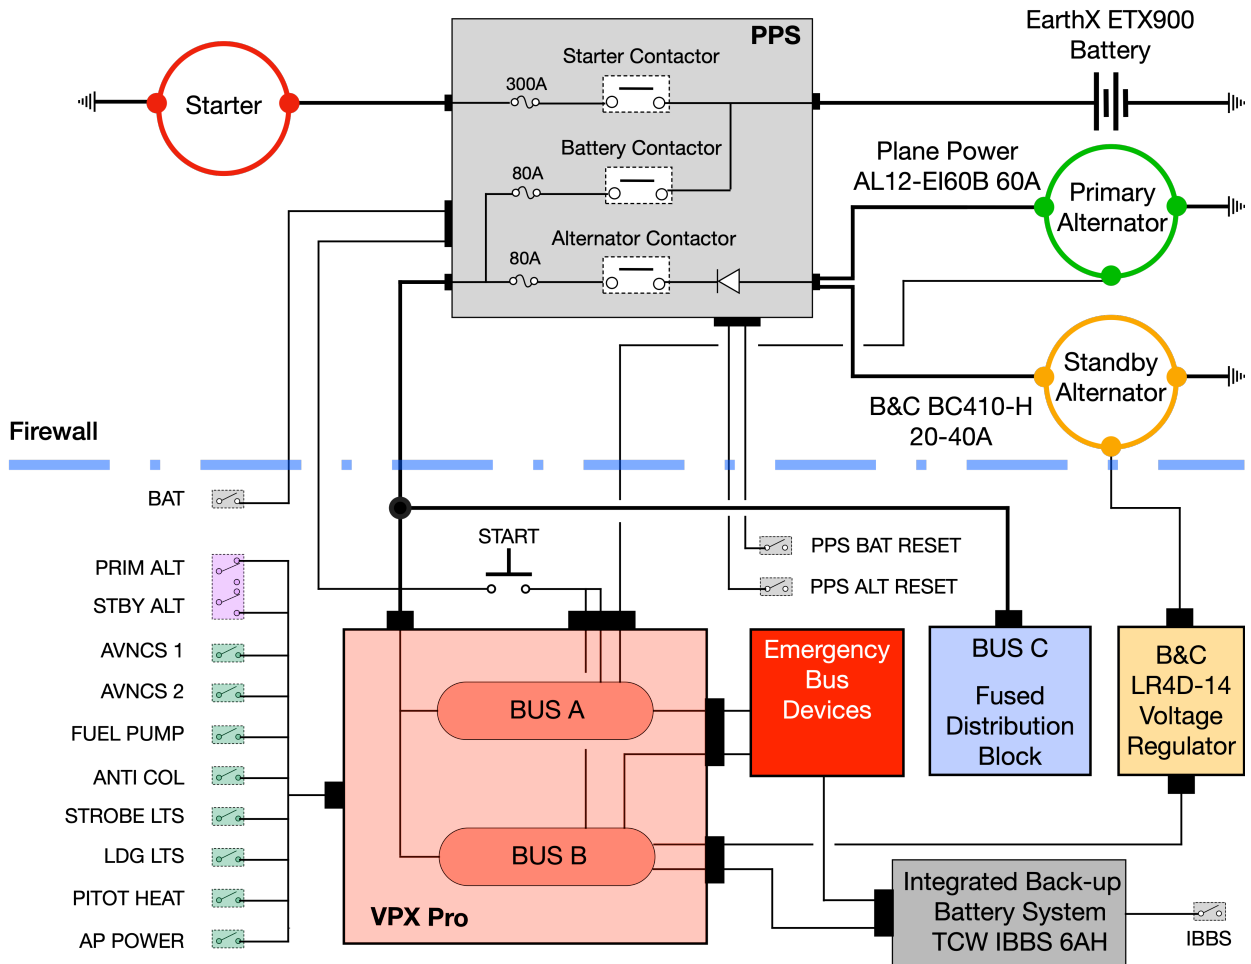 EarthX ETX900
Battery
PPS
Starter Contactor
300A
Starter
Battery Contactor
80A
Plane Power
AL12-EI60B 60A
Primary
Alternator
Alternator Contactor
80A
Standby
Alternator
B&C BC410-H
20-40A
Firewall
BAT
START
PPS BAT RESET
PPS ALT RESET
PRIM ALT
STBY ALT
AVNCS 1
AVNCS 2
FUEL PUMP
ANTI COL
STROBE LTS
LDG LTS
PITOT HEAT
AP POWER
BUS A
BUS B
VPX Pro
Emergency
Bus
Devices
BUS C
Fused
Distribution
Block
B&C
LR4D-14
Voltage
Regulator
Integrated Back-up
Battery System
TCW IBBS 6AH
IBBS